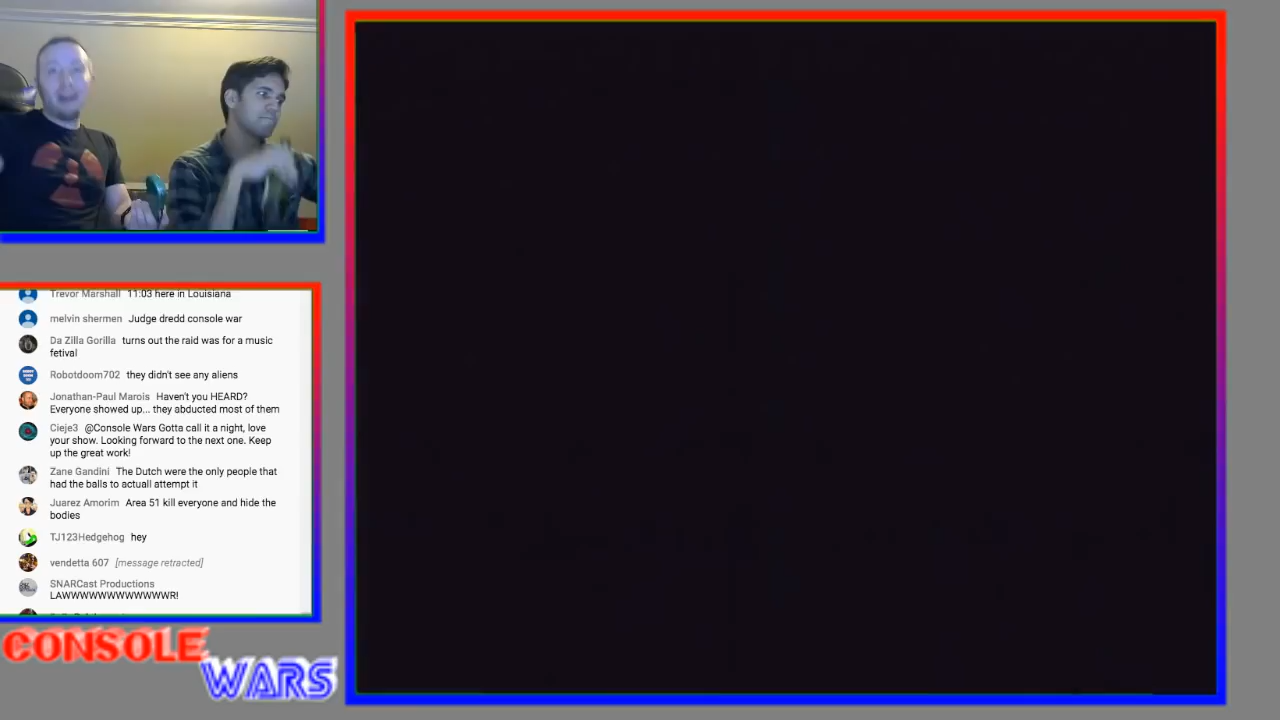 Trevor Marshall 11:03 here in Louisiana
melvin shermen Judge dredd console war
Da Zilla Gorilla turns out the raid was for a music
fetival
Robotdoom702 they didn't see any aliens
Jonathan-Paul Marois Haven't you HEARD?
Everyone showed up... they abducted most of them
Cieje3 @Console Wars Gotta call it a night, love
your show. Looking forward to the next one. Keep
up the great work!
Zane Gandini The Dutch were the only people that
had the balls to actuall attempt it
Juarez Amorim Area 51 kill everyone and hide the
bodies
TJ123Hedgehog hey
vendetta 607 [message retracted]
SNARCast Productions
LAWWWWWWWWWWWWR!
CONSOLE
WARS